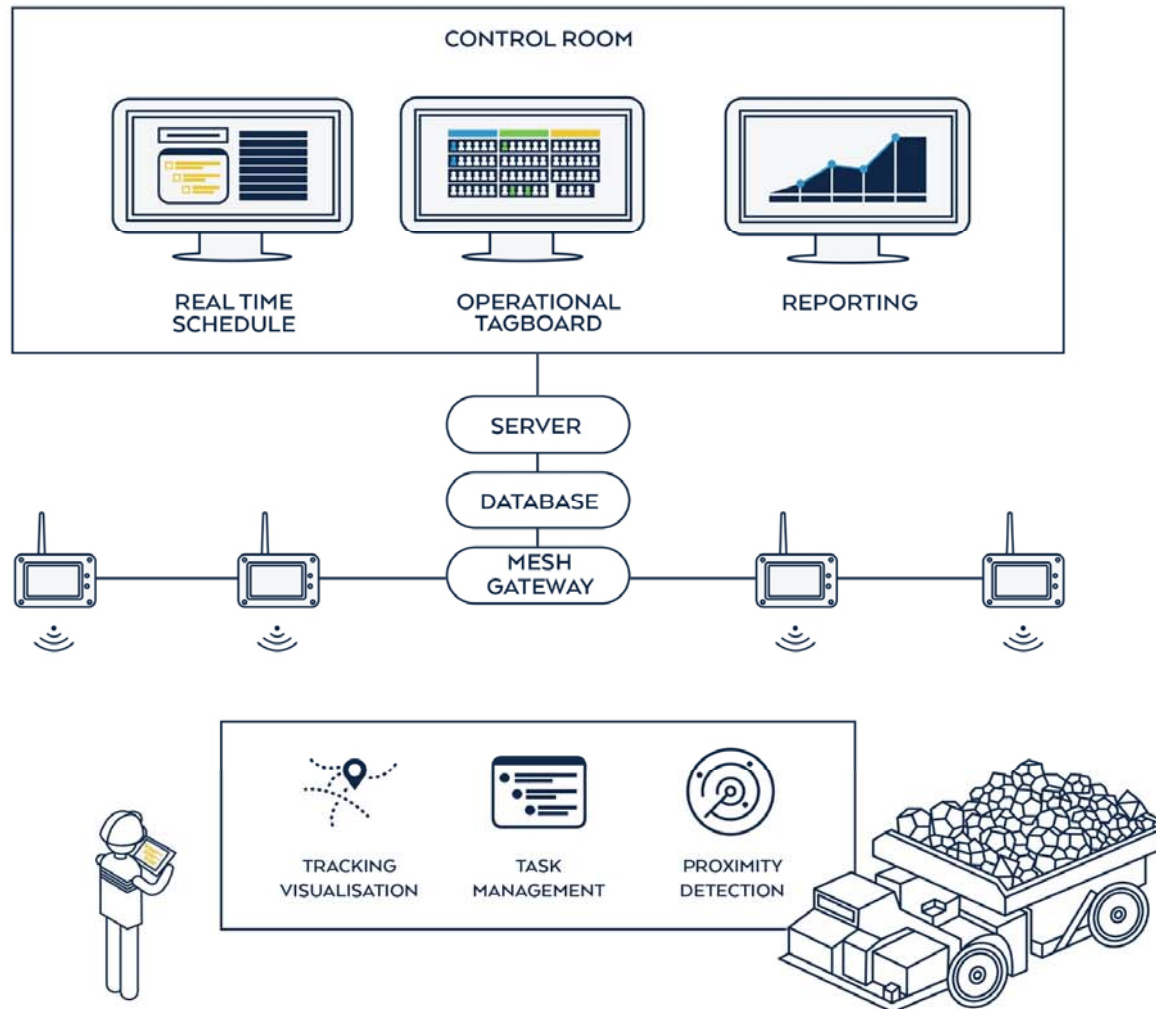 CONTROL ROOM
REAL TIME
SCHEDULE
OPERATIONAL
TAGBOARD
REPORTING
SERVER
DATABASE
MESH
GATEWAY
TRACKING
VISUALISATION
TASK
MANAGEMENT
PROXIMITY
DETECTION